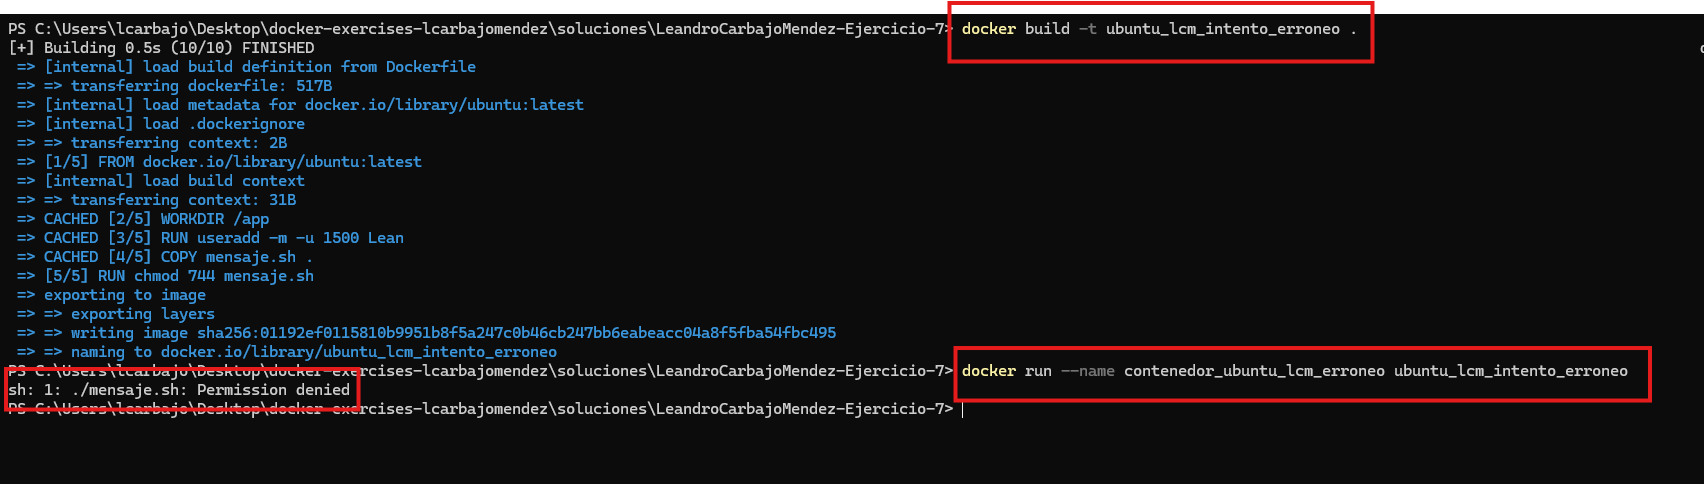 PS C:\Users\lcarbajo\Desktop\docker-exercises-lcarbajomendez\soluciones\LeandroCarbajoMendez-Ejercicio-7> docker build -t ubuntu_lcm_intento_erroneo .
[+] Building 0.5s (10/10) FINISHED
=> [internal] load build definition from Dockerfile
=> => transferring dockerfile: 517B
=> [internal] load metadata for docker.io/library/ubuntu:latest
=> [internal] load .dockerignore
=> => transferring context: 2B
=> [1/5] FROM docker.io/library/ubuntu:latest
=> [internal] load build context
=> => transferring context: 31B
=> CACHED [2/5] WORKDIR /app
=> CACHED [3/5] RUN useradd -m -u 1500 Lean
=> CACHED [4/5] COPY mensaje.sh .
=> [5/5] RUN chmod 744 mensaje.sh
=> exporting to image
=> => exporting layers
=> => writing image sha256:01192ef0115810b9951b8f5a247c0b46cb247bb6eabeacc04a8f5fba54fbc495
=> => naming to docker.io/library/ubuntu_lcm_intento_erroneo
PS C:\Users\lcarbajo\Desktop\docker-exercises-lcarbajomendez\soluciones\LeandroCarbajoMendez-Ejercicio-7> docker run --name contenedor_ubuntu_lcm_erroneo ubuntu_lcm_intento_erroneo
sh: 1: ./mensaje.sh: Permission denied
PS C:\Users\lcarbajo\Desktop\docker-exercises-lcarbajomendez\soluciones\LeandroCarbajoMendez-Ejercicio-7>